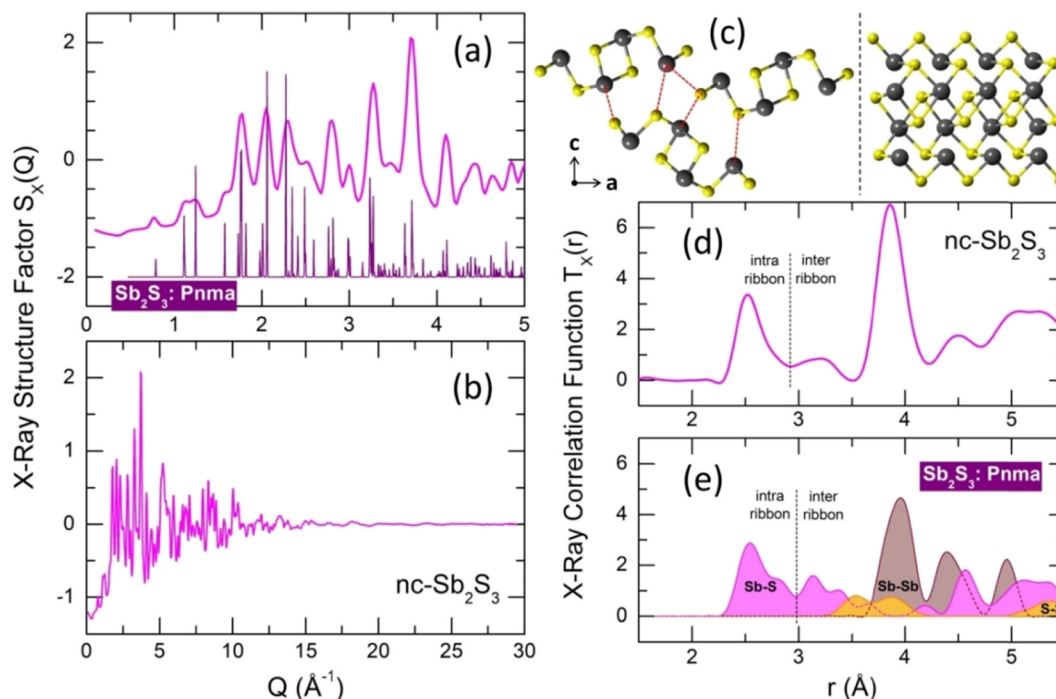 X-Ray Structure Factor S_X(Q)
(a)
2
0
-2
Sb₂S₃: Pnma
0 1 2 3 4 5
(b)
2
1
0
-1
nc-Sb₂S₃
0 5 10 15 20 25 30
Q (Å⁻¹)
(c)
c
a
X-Ray Correlation Function T_X(r)
(d)
nc-Sb₂S₃
intra inter
ribbon ribbon
6
4
2
0
2 3 4 5
(e)
Sb₂S₃: Pnma
intra inter
ribbon ribbon
6
4
2
0
Sb-S
Sb-Sb
S-S
2 3 4 5
r (Å)